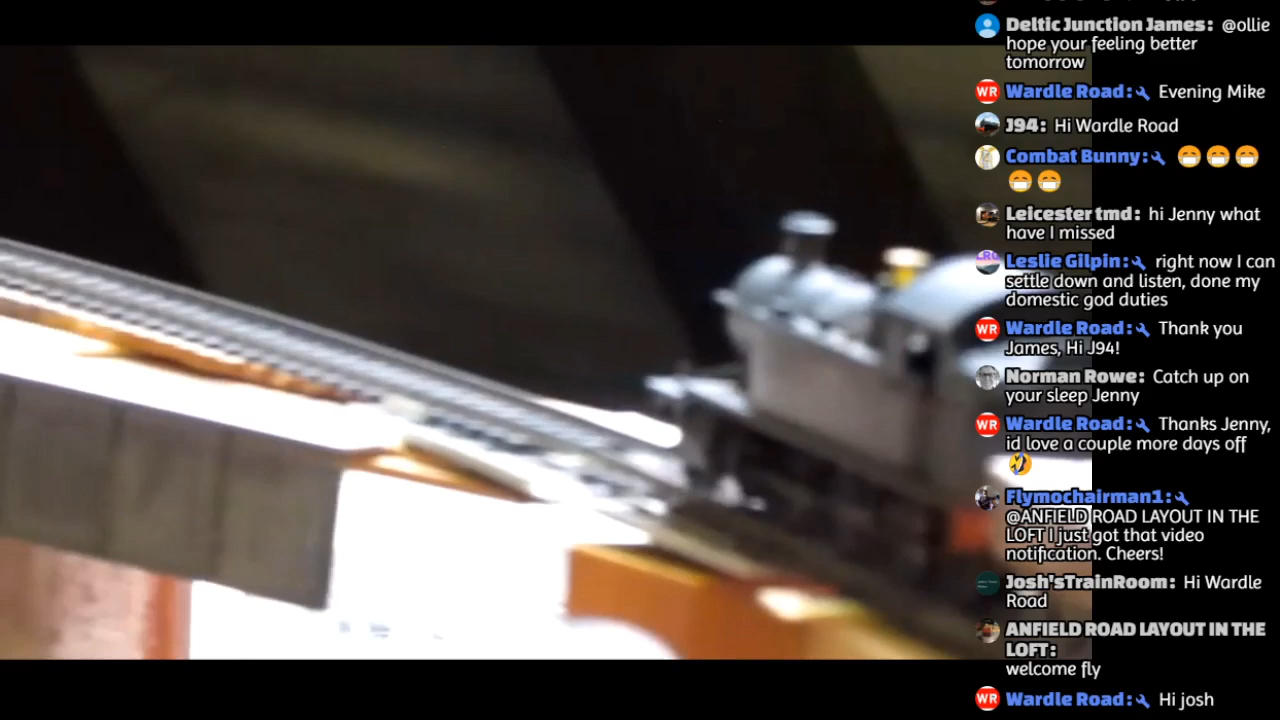 Deltic Junction James: @ollie
hope your feeling better
tomorrow
WR Wardle Road: Evening Mike
J94: Hi Wardle Road
Combat Bunny: 😷 😷 😷
😷 😷
Leicester tmd: hi Jenny what
have I missed
Leslie Gilpin: right now I can
settle down and listen, done my
domestic god duties
WR Wardle Road: Thank you
James, Hi J94!
Norman Rowe: Catch up on
your sleep Jenny
WR Wardle Road: Thanks Jenny,
id love a couple more days off
🤣
Flymochairman1:
@ANFIELD ROAD LAYOUT IN THE
LOFT I just got that video
notification. Cheers!
Josh'sTrainRoom: Hi Wardle
Road
ANFIELD ROAD LAYOUT IN THE
LOFT:
welcome fly
WR Wardle Road: Hi josh